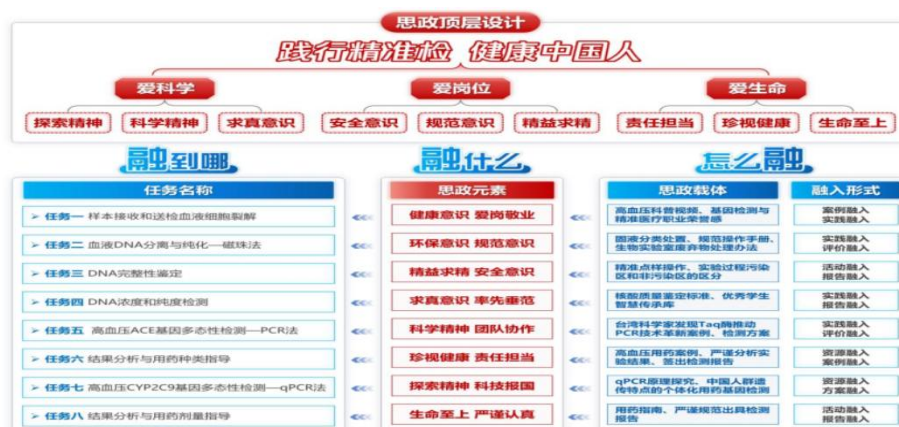 思政顶层设计
践行精准检 健康中国人
爱科学 爱岗位 爱生命
探索精神 科学精神 求真意识 安全意识 规范意识 精益求精 责任担当 珍视健康 生命至上
融到哪 融什么 怎么融
任务名称 思政元素 思政载体 融入形式
任务一 样本接收和送检血液细胞裂解
健康意识 爱岗敬业
高血压科普视频、基因检测与
精准医疗职业荣誉感
案例融入
实践融入
任务二 血液DNA分离与纯化—磁珠法
环保意识 规范意识
固液分类处置、规范操作手册、
生物实验室废弃物处理办法
实践融入
评价融入
任务三 DNA完整性鉴定
精益求精 安全意识
精准点样操作、实验过程污染
区和非污染区的区分
活动融入
报告融入
任务四 DNA浓度和纯度检测
求真意识 率先垂范
核酸质量鉴定标准、优秀学生
智慧传承库
实践融入
报告融入
任务五 高血压ACE基因多态性检测—PCR法
科学精神 团队协作
台湾科学家发现Taq酶推动
PCR技术革新案例、检测方案
实践融入
评价融入
任务六 结果分析与用药种类指导
珍视健康 责任担当
高血压用药案例、严谨分析实
验结果、签出检测报告
资源融入
案例融入
任务七 高血压CYP2C9基因多态性检测—qPCR法
探索精神 科技报国
qPCR原理探究、中国人群遗
传特点的个体化用药基因检测
资源融入
方案融入
任务八 结果分析与用药剂量指导
生命至上 严谨认真
用药指南、严谨规范出具检测
报告
活动融入
报告融入